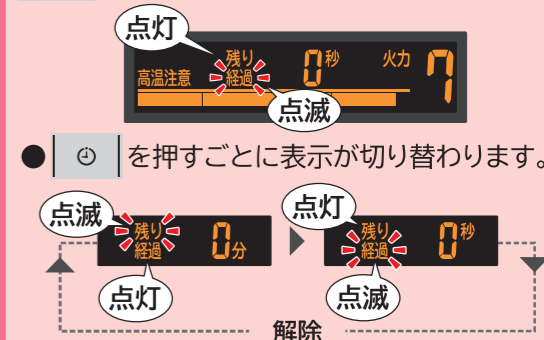 点灯
高温注意 残り 経過 0秒 火力 7
点滅
●を押すごとに表示が切り替わります。
点滅 点灯
残り 経過 0分 残り 経過 0秒
点灯 点滅
解除